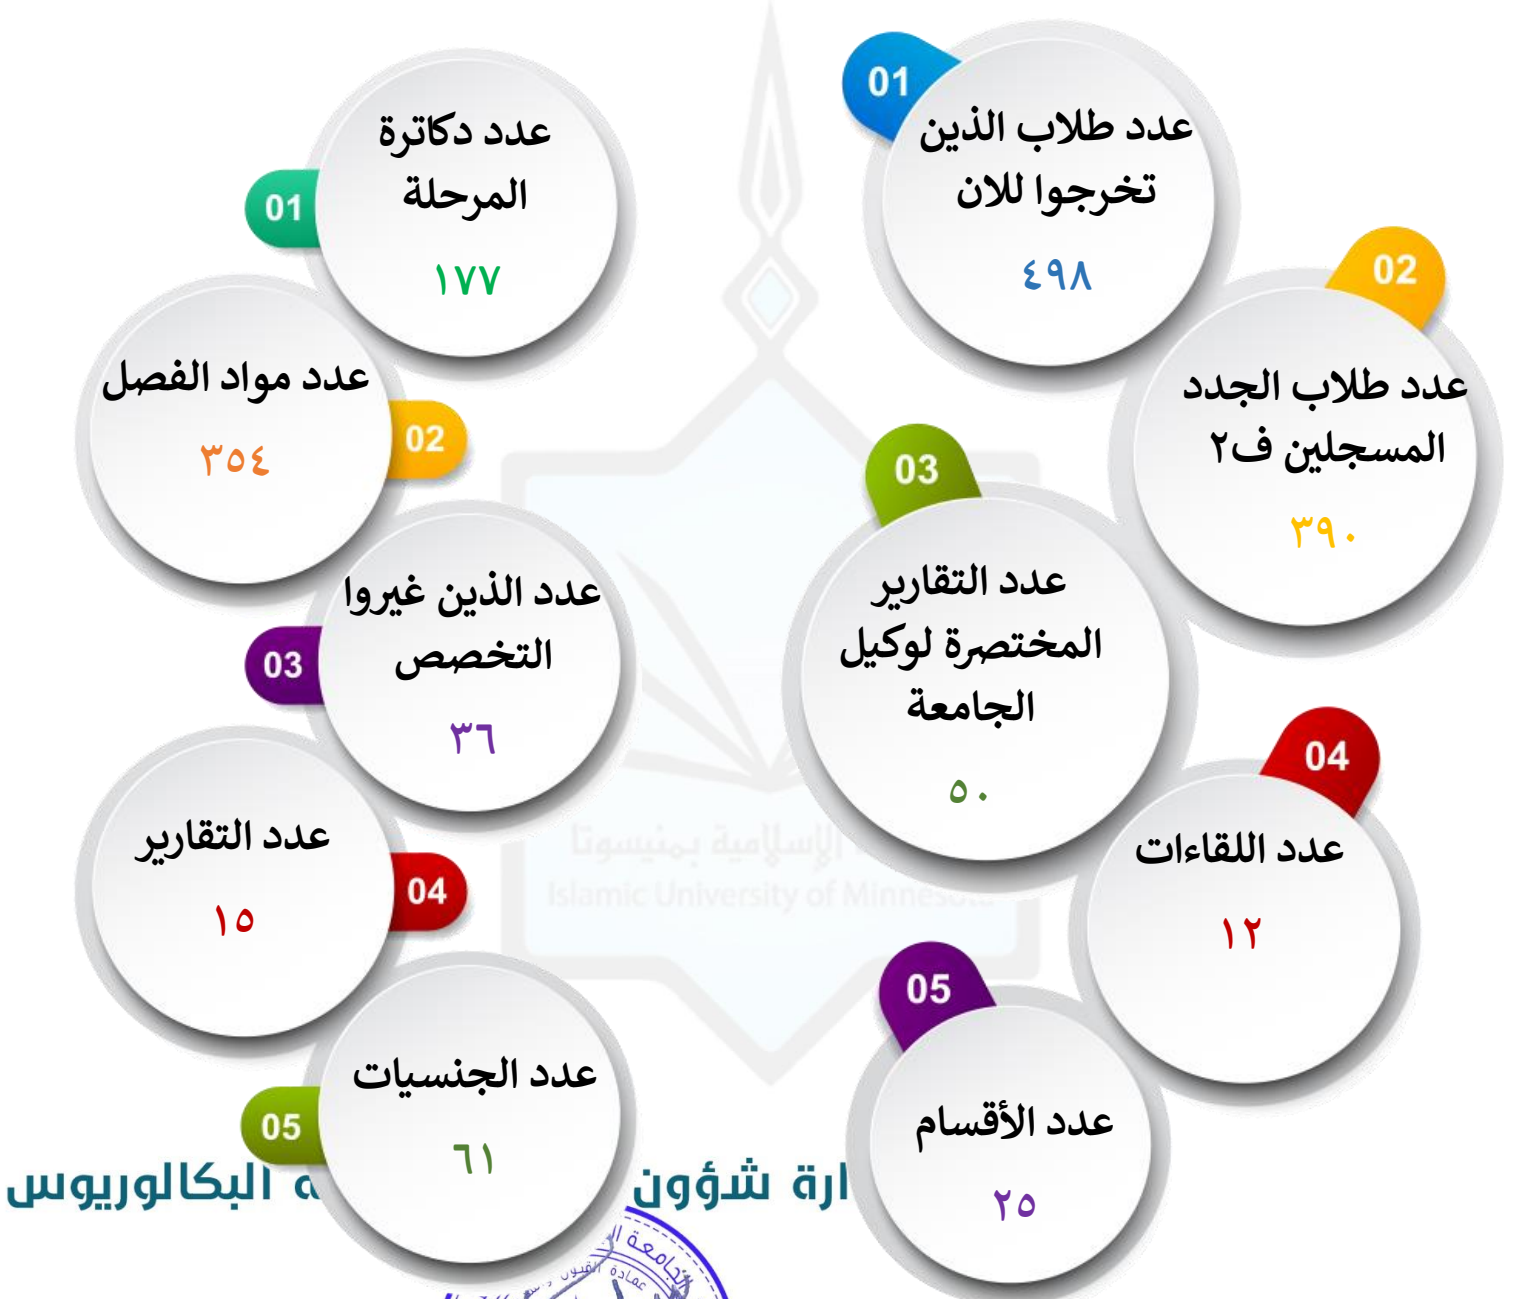 01
عدد طلاب الذين
تخرجوا للان
٤٩٨
02
عدد طلاب الجدد
المسجلين ف٢
٣٩٠
03
عدد التقارير
المختصرة لوكيل
الجامعة
٥٠
04
عدد اللقاءات
١٢
05
عدد الأقسام
٢٥
01
عدد دكاترة
المرحلة
١٧٧
02
عدد مواد الفصل
٣٥٤
03
عدد الذين غيروا
التخصص
٣٦
04
عدد التقارير
١٥
05
عدد الجنسيات
٦١
الإسلامية بمنيسوتا
Islamic University of Minnesota
شؤون البكالوريوس
عمادة القبول